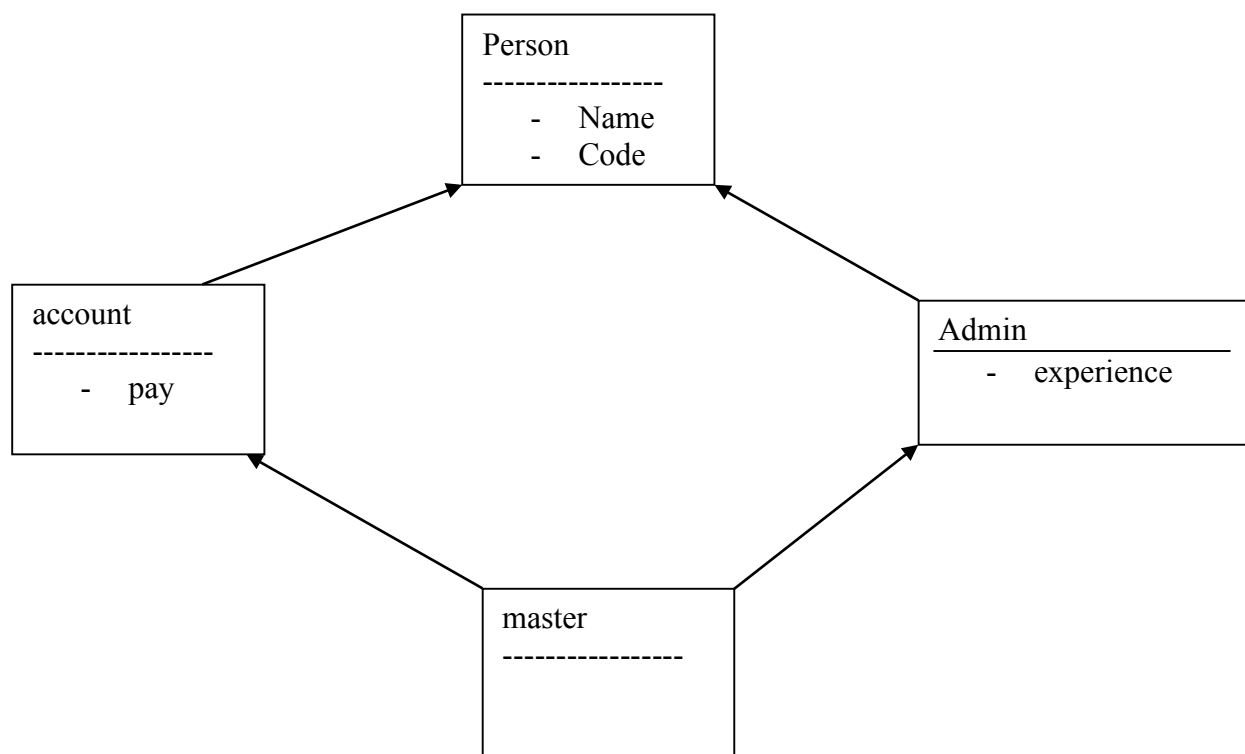 Person
-----------------
- Name
- Code
account
-----------------
- pay
Admin
- experience
master
-----------------